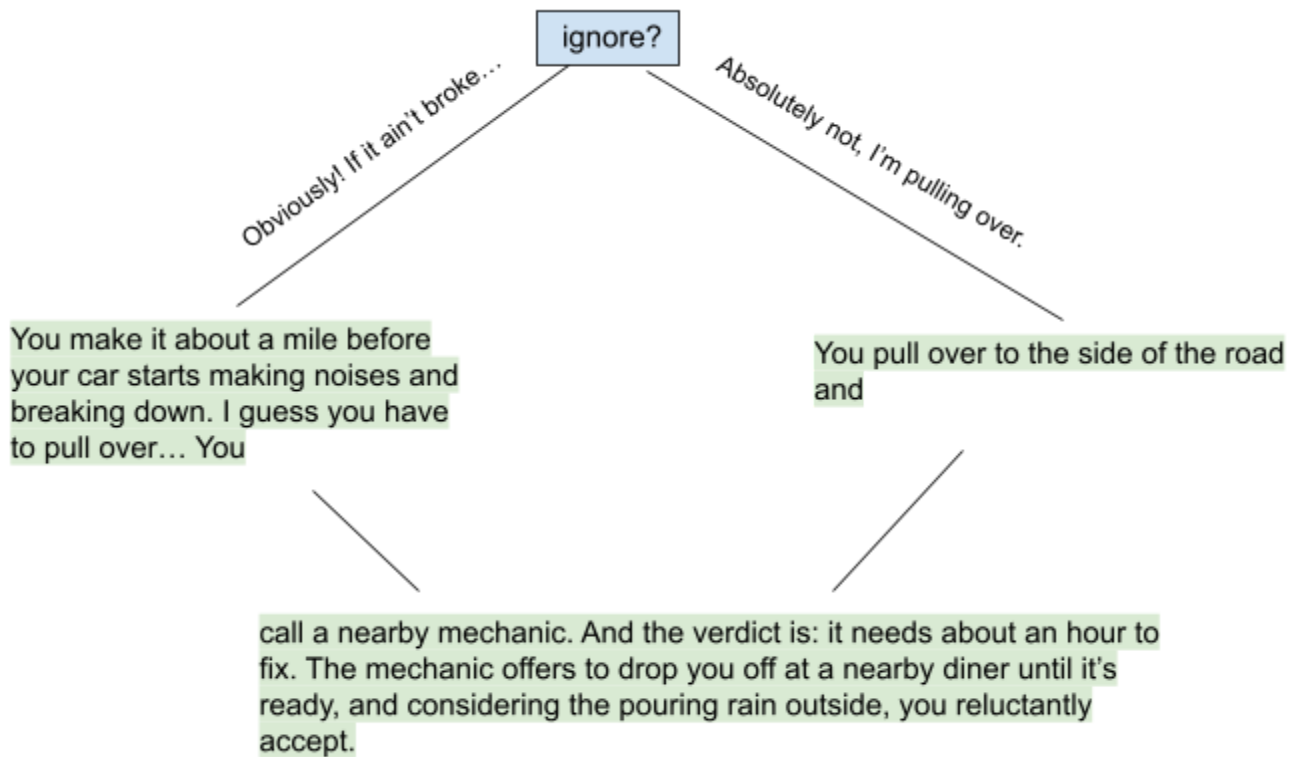 ignore?
Obviously! If it ain't broke...
Absolutely not, I'm pulling over.
You make it about a mile before
your car starts making noises and
breaking down. I guess you have
to pull over... You
You pull over to the side of the road
and
call a nearby mechanic. And the verdict is: it needs about an hour to
fix. The mechanic offers to drop you off at a nearby diner until it's
ready, and considering the pouring rain outside, you reluctantly
accept.